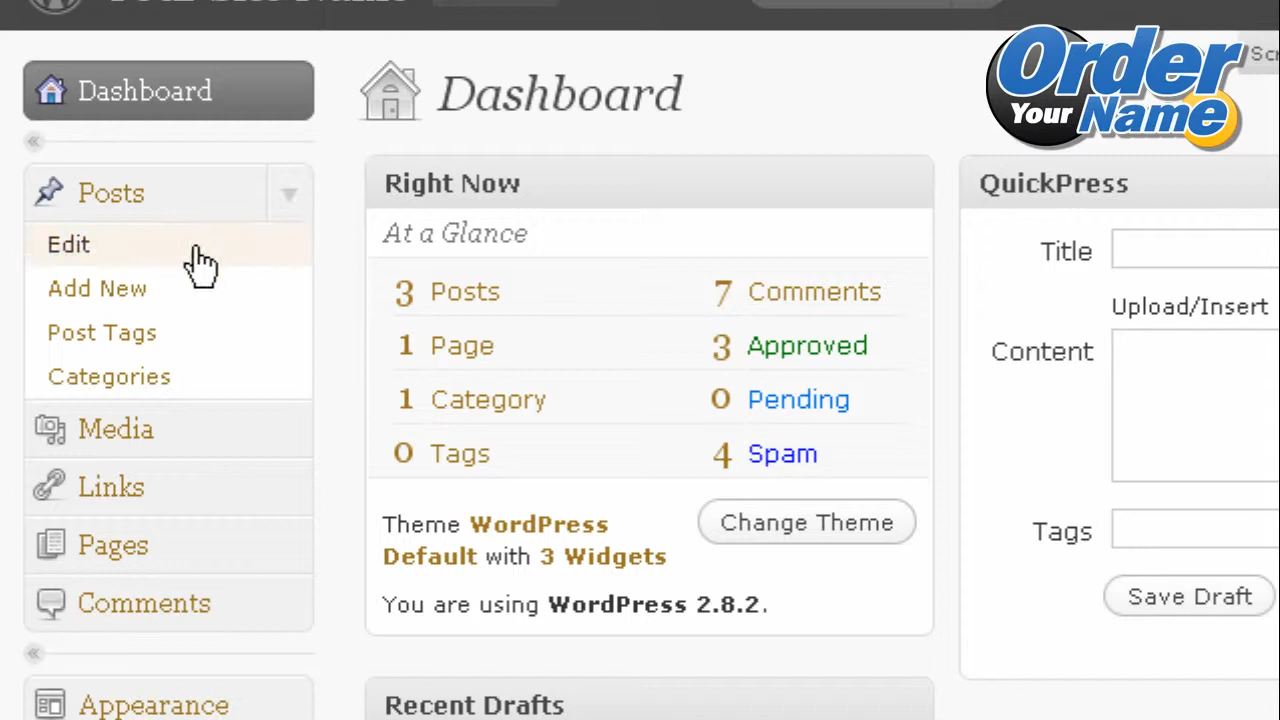 Dashboard
Dashboard
Order
Your Name
Posts
Edit
Add New
Post Tags
Categories
Media
Links
Pages
Comments
Appearance
Right Now
At a Glance
3 Posts
7 Comments
1 Page
3 Approved
1 Category
0 Pending
0 Tags
4 Spam
Theme WordPress
Default with 3 Widgets
Change Theme
You are using WordPress 2.8.2.
Recent Drafts
QuickPress
Title
Upload/Insert
Content
Tags
Save Draft